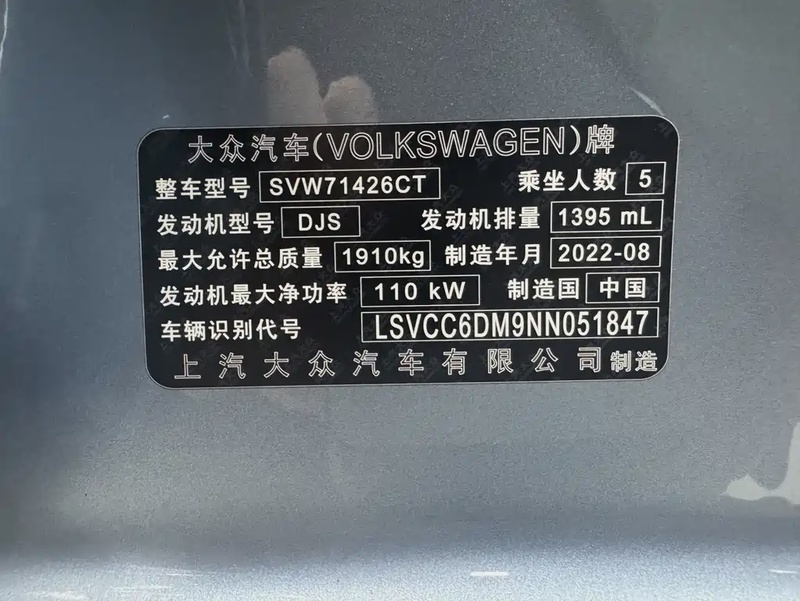 大众汽车(VOLKSWAGEN)牌
整车型号 SVW71426CT 乘坐人数 5
发动机型号 DJS 发动机排量 1395 mL
最大允许总质量 1910kg 制造年月 2022-08
发动机最大净功率 110 kW 制造国 中国
车辆识别代号 LSVCC6DM9NN051847
上汽大众汽车有限公司制造